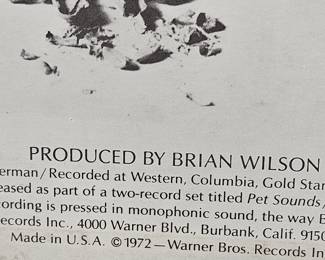 PRODUCED BY BRIAN WILSON
erman/Recorded at Western, Columbia, Gold Star
eased as part of a two-record set titled Pet Sounds/
cording is pressed in monophonic sound, the way B
ecords Inc., 4000 Warner Blvd., Burbank, Calif. 9150
Made in U.S.A. ©1972—Warner Bros. Records In